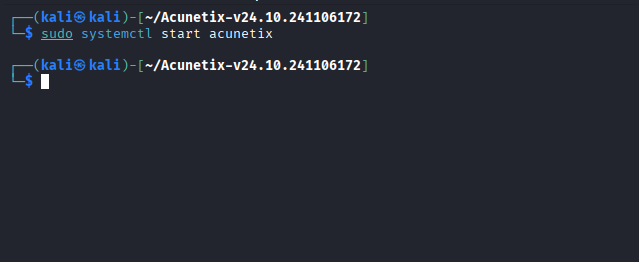 ┌──(kali㉿kali)-[~/Acunetix-v24.10.241106172]
└─$ sudo systemctl start acunetix
┌──(kali㉿kali)-[~/Acunetix-v24.10.241106172]
└─$